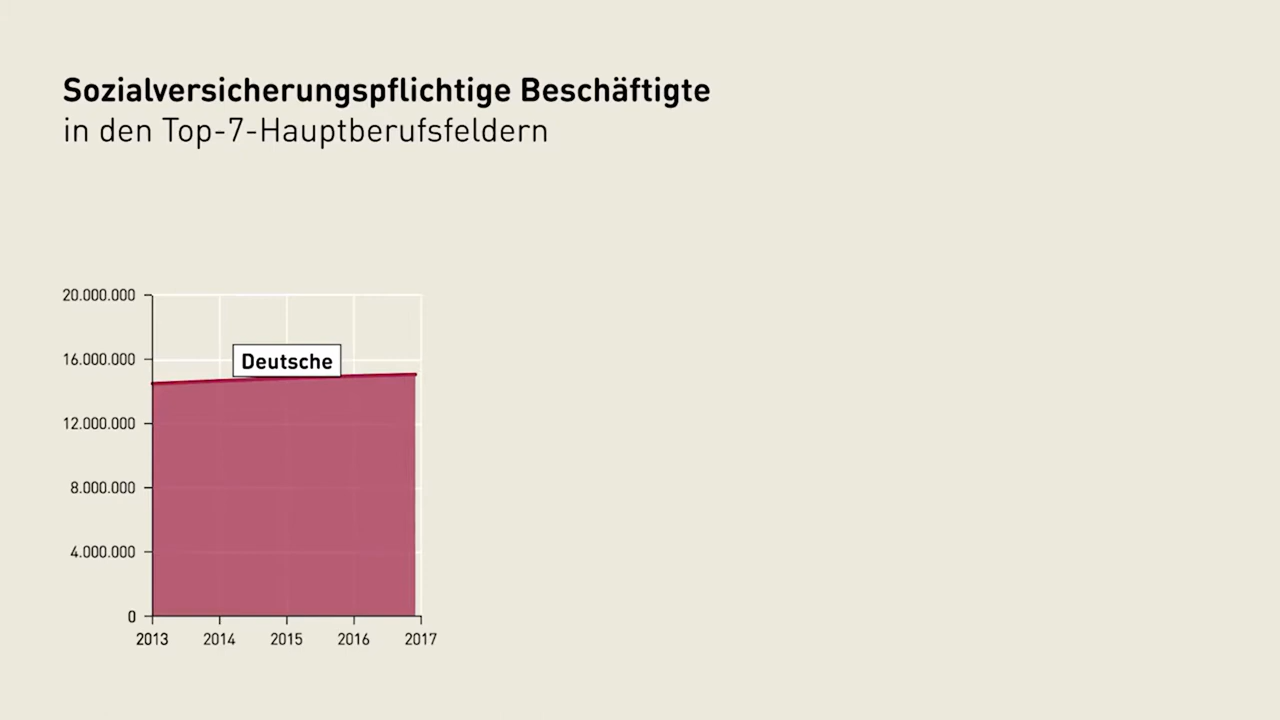 Sozialversicherungspflichtige Beschäftigte
in den Top-7-Hauptberufsfeldern
20.000.000
16.000.000
Deutsche
12.000.000
8.000.000
4.000.000
0
2013 2014 2015 2016 2017